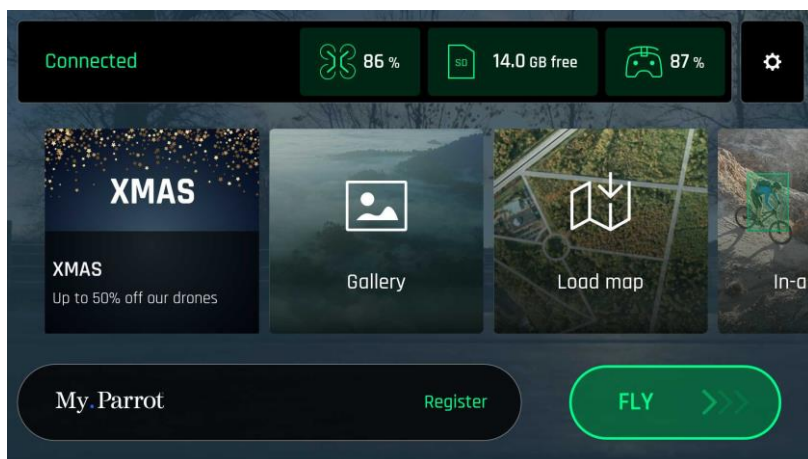 Connected
86 %
SD
14.0 GB free
87 %
XMAS
XMAS
Up to 50% off our drones
Gallery
Load map
In-a
My.Parrot
Register
FLY